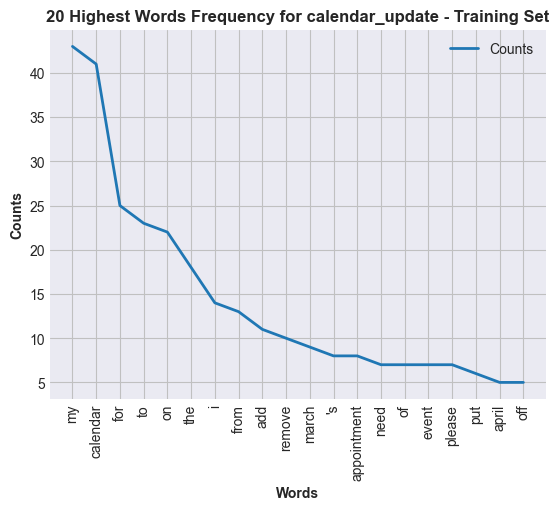 20 Highest Words Frequency for calendar_update - Training Set
Counts
Counts
40
35
30
25
20
15
10
5
my
calendar
for
to
on
the
i
from
add
remove
march
's
appointment
need
of
event
please
put
april
off
Words